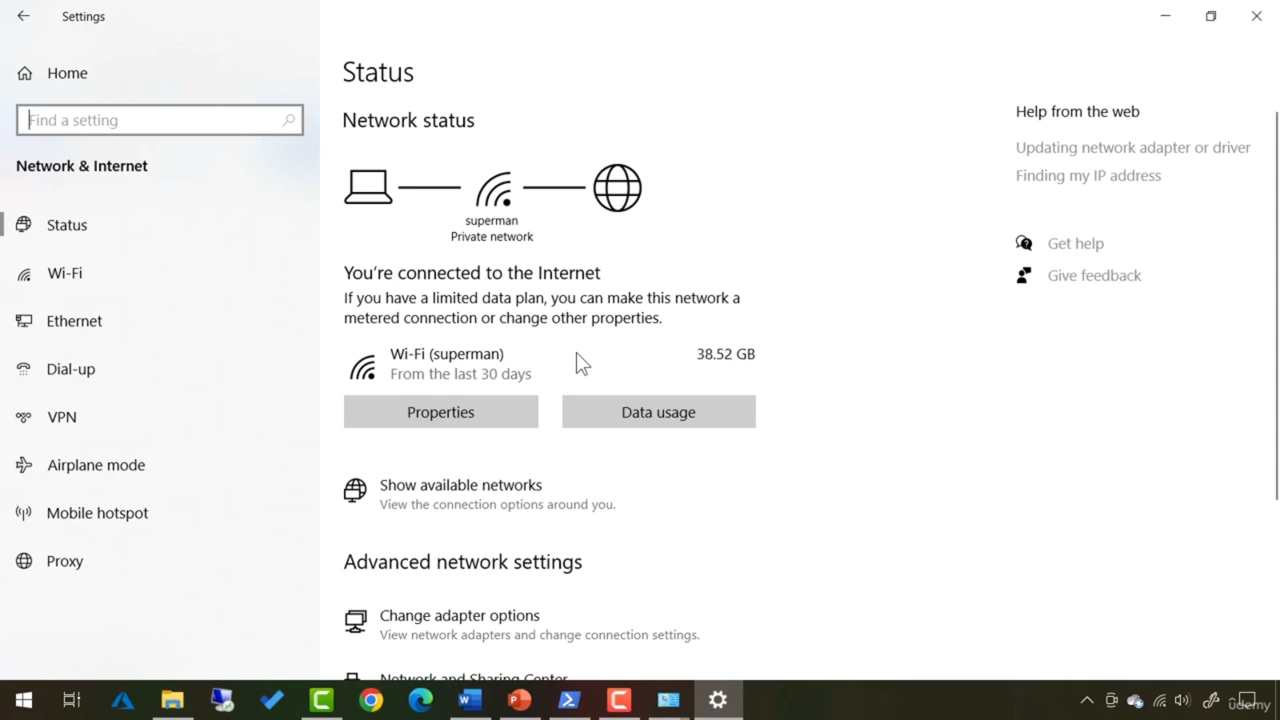 Settings
Home
Find a setting
Network & Internet
Status
Wi-Fi
Ethernet
Dial-up
VPN
Airplane mode
Mobile hotspot
Proxy
Status
Network status
superman
Private network
You're connected to the Internet
If you have a limited data plan, you can make this network a
metered connection or change other properties.
Wi-Fi (superman)
38.52 GB
From the last 30 days
Properties
Data usage
Show available networks
View the connection options around you.
Advanced network settings
Change adapter options
View network adapters and change connection settings.
Network and Sharing Center
Help from the web
Updating network adapter or driver
Finding my IP address
Get help
Give feedback
udemy